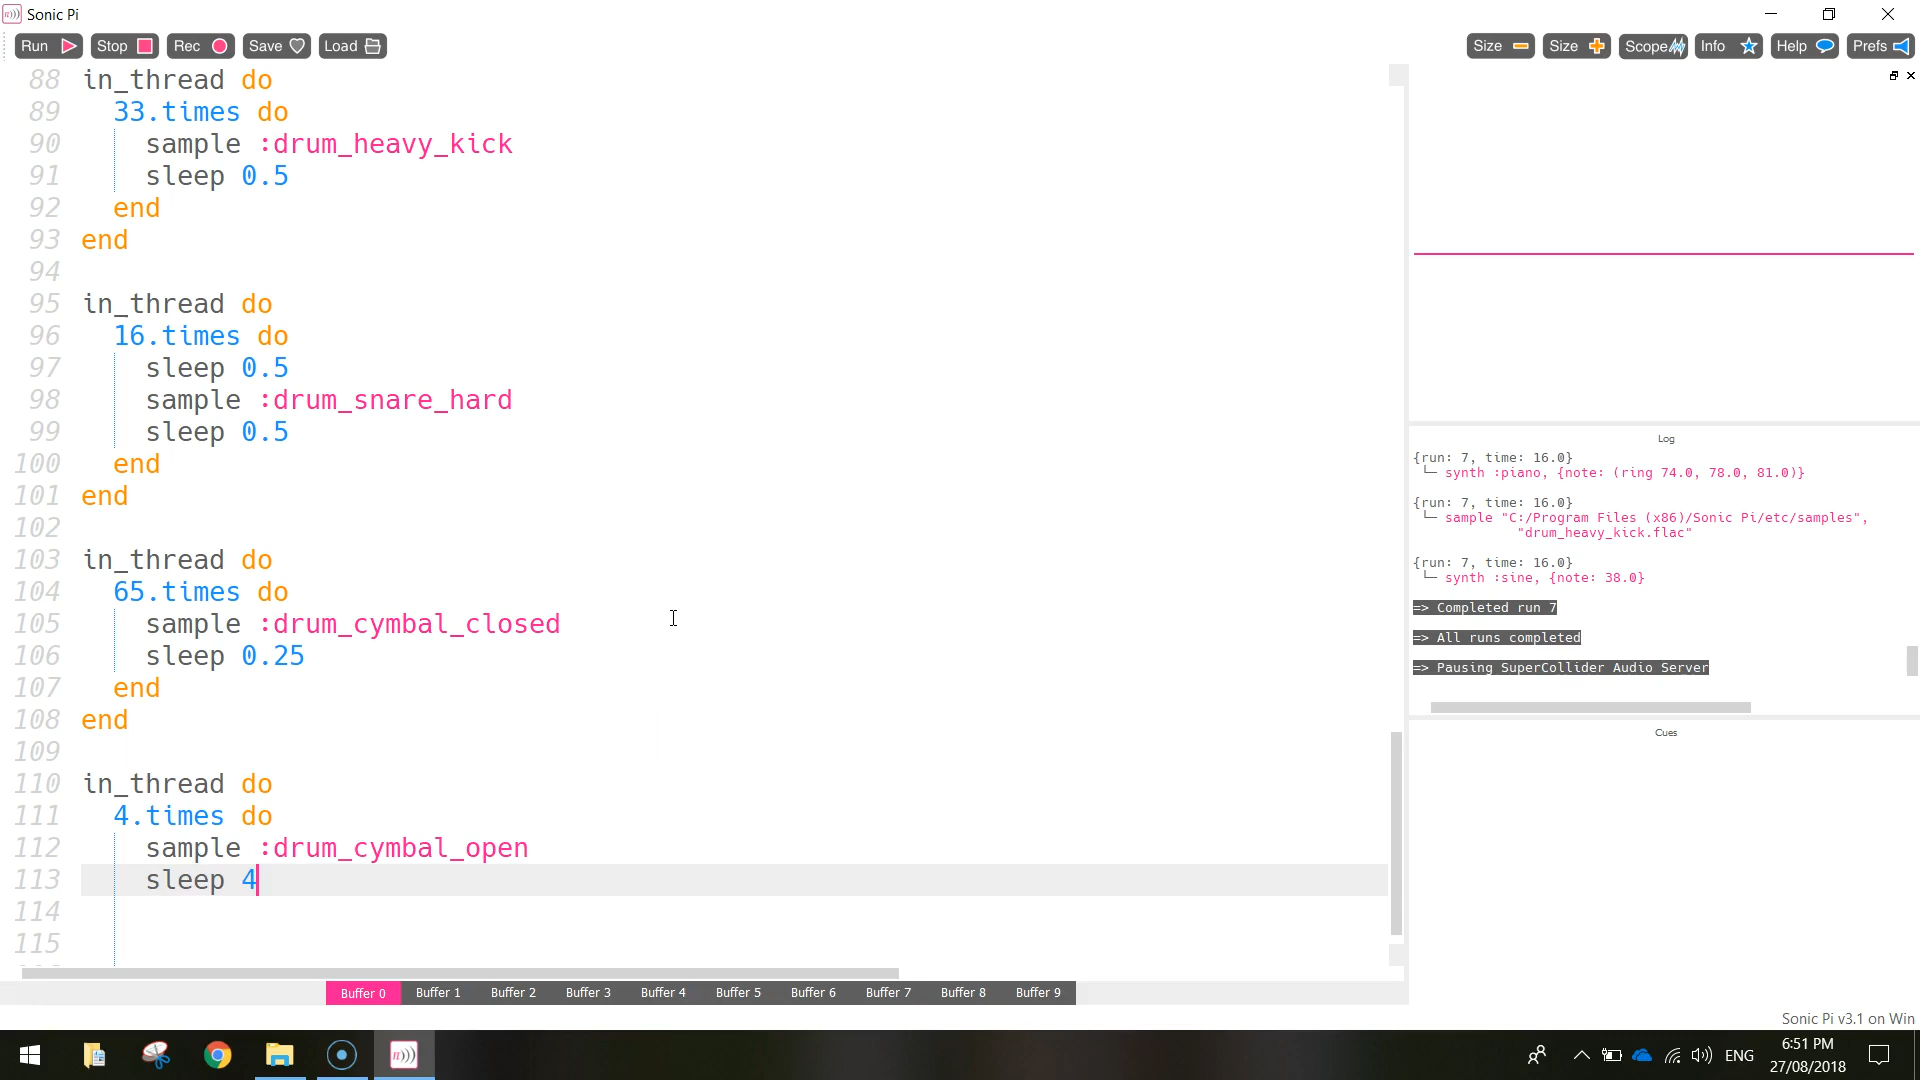 Sonic Pi
Run Stop Rec Save Load Size Size Scope Info Help Prefs
88 in_thread do
89 33.times do
90 sample :drum_heavy_kick
91 sleep 0.5
92 end
93 end
94
95 in_thread do
96 16.times do
97 sleep 0.5
98 sample :drum_snare_hard
99 sleep 0.5
100 end
101 end
102
103 in_thread do
104 65.times do
105 sample :drum_cymbal_closed
106 sleep 0.25
107 end
108 end
109
110 in_thread do
111 4.times do
112 sample :drum_cymbal_open
113 sleep 4
114
115
Log
{run: 7, time: 16.0}
└─ synth :piano, {note: (ring 74.0, 78.0, 81.0)}
{run: 7, time: 16.0}
└─ sample "C:/Program Files (x86)/Sonic Pi/etc/samples",
"drum_heavy_kick.flac"
{run: 7, time: 16.0}
└─ synth :sine, {note: 38.0}
=> Completed run 7
=> All runs completed
=> Pausing SuperCollider Audio Server
Cues
Buffer 0 Buffer 1 Buffer 2 Buffer 3 Buffer 4 Buffer 5 Buffer 6 Buffer 7 Buffer 8 Buffer 9
Sonic Pi v3.1 on Win
ENG
6:51 PM
27/08/2018